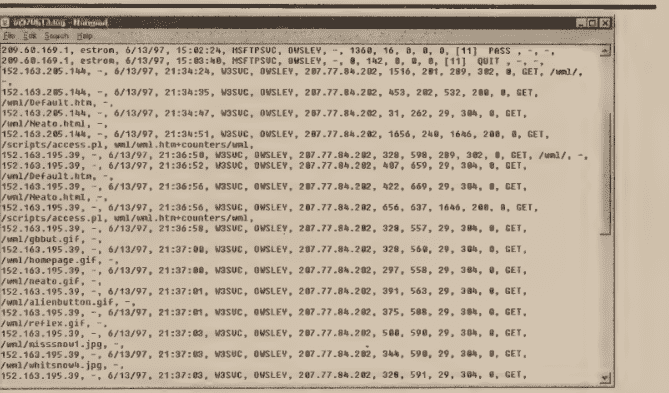 File Edit Search Help
209.60.169.1, estrom, 6/13/97, 15:02:24, MSFTPSVC, OWSLEY, -, 1360, 16, 0, 0, 0, [11] PASS , -, -,
209.60.169.1, estrom, 6/13/97, 15:03:40, MSFTPSVC, OWSLEY, -, 0, 142, 0, 0, 0, [11] QUIT , -, -,
152.163.205.144, -, 6/13/97, 21:34:24, W3SVC, OWSLEY, 207.77.84.202, 1516, 201, 289, 302, 0, GET, /wml/,
-,
152.163.205.144, -, 6/13/97, 21:34:35, W3SVC, OWSLEY, 207.77.84.202, 453, 202, 532, 200, 0, GET,
/wml/Default.htm, -,
152.163.205.144, -, 6/13/97, 21:34:47, W3SVC, OWSLEY, 207.77.84.202, 31, 262, 29, 304, 0, GET,
/wml/Neato.html, -,
152.163.205.144, -, 6/13/97, 21:34:51, W3SVC, OWSLEY, 207.77.84.202, 1656, 240, 1646, 200, 0, GET,
/scripts/access.pl, wml/wml.htm+counters/wml,
152.163.195.39, -, 6/13/97, 21:36:50, W3SVC, OWSLEY, 207.77.84.202, 328, 598, 289, 302, 0, GET, /wml/, -,
152.163.195.39, -, 6/13/97, 21:36:52, W3SVC, OWSLEY, 207.77.84.202, 407, 659, 29, 304, 0, GET,
/wml/Default.htm, -,
152.163.195.39, -, 6/13/97, 21:36:56, W3SVC, OWSLEY, 207.77.84.202, 422, 669, 29, 304, 0, GET,
/wml/Neato.html, -,
152.163.195.39, -, 6/13/97, 21:36:56, W3SVC, OWSLEY, 207.77.84.202, 656, 637, 1646, 200, 0, GET,
/scripts/access.pl, wml/wml.htm+counters/wml,
152.163.195.39, -, 6/13/97, 21:36:58, W3SVC, OWSLEY, 207.77.84.202, 328, 557, 29, 304, 0, GET,
/wml/gbbut.gif, -,
152.163.195.39, -, 6/13/97, 21:37:00, W3SVC, OWSLEY, 207.77.84.202, 328, 560, 29, 304, 0, GET,
/wml/homepage.gif, -,
152.163.195.39, -, 6/13/97, 21:37:00, W3SVC, OWSLEY, 207.77.84.202, 297, 558, 29, 304, 0, GET,
/wml/neato.gif, -,
152.163.195.39, -, 6/13/97, 21:37:01, W3SVC, OWSLEY, 207.77.84.202, 391, 563, 29, 304, 0, GET,
/wml/alienbutton.gif, -,
152.163.195.39, -, 6/13/97, 21:37:01, W3SVC, OWSLEY, 207.77.84.202, 375, 508, 29, 304, 0, GET,
/wml/reflex.gif, -,
152.163.195.39, -, 6/13/97, 21:37:03, W3SVC, OWSLEY, 207.77.84.202, 500, 590, 29, 304, 0, GET,
/wml/misssnow1.jpg, -,
152.163.195.39, -, 6/13/97, 21:37:03, W3SVC, OWSLEY, 207.77.84.202, 344, 590, 29, 304, 0, GET,
/wml/whitsnow4.jpg, -,
152.163.195.39, -, 6/13/97, 21:37:03, W3SVC, OWSLEY, 207.77.84.202, 328, 591, 29, 304, 0, GET,